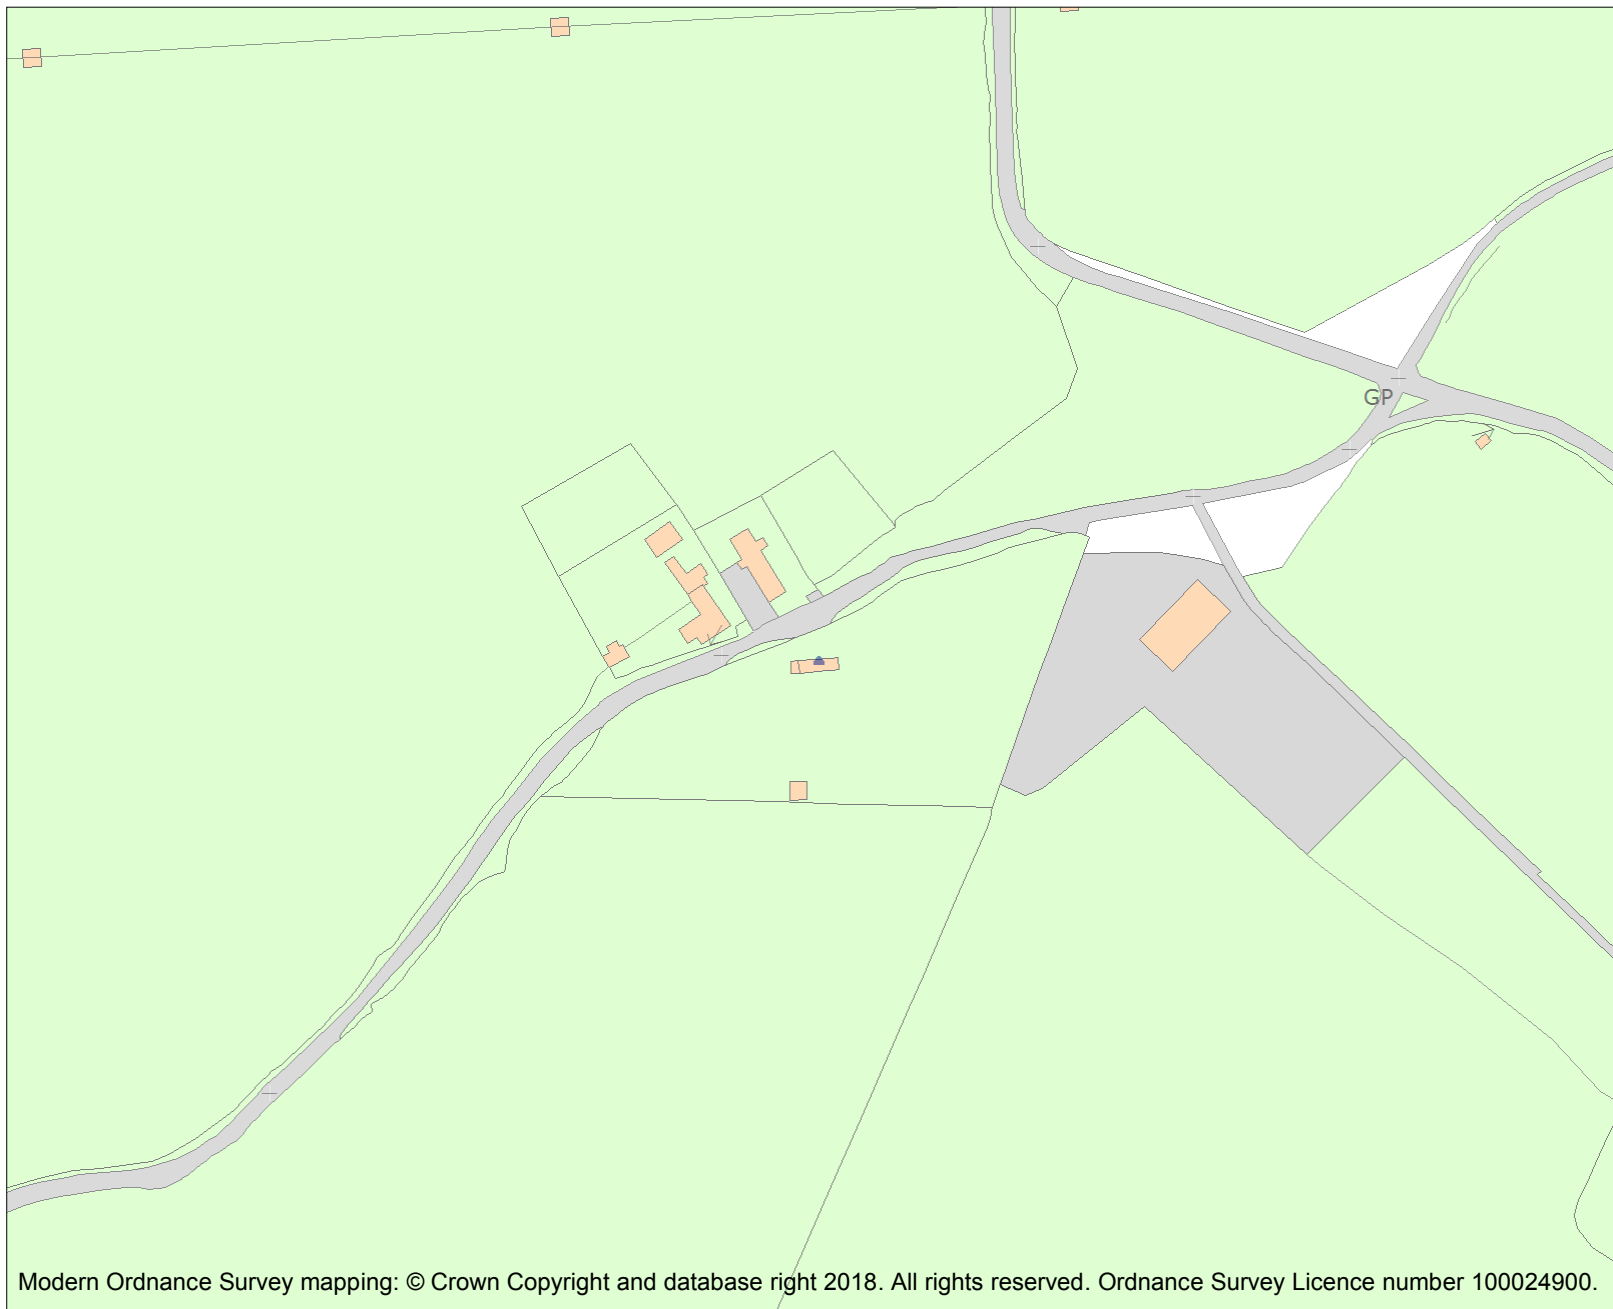 GP
Modern Ordnance Survey mapping: © Crown Copyright and database right 2018. All rights reserved. Ordnance Survey Licence number 100024900.